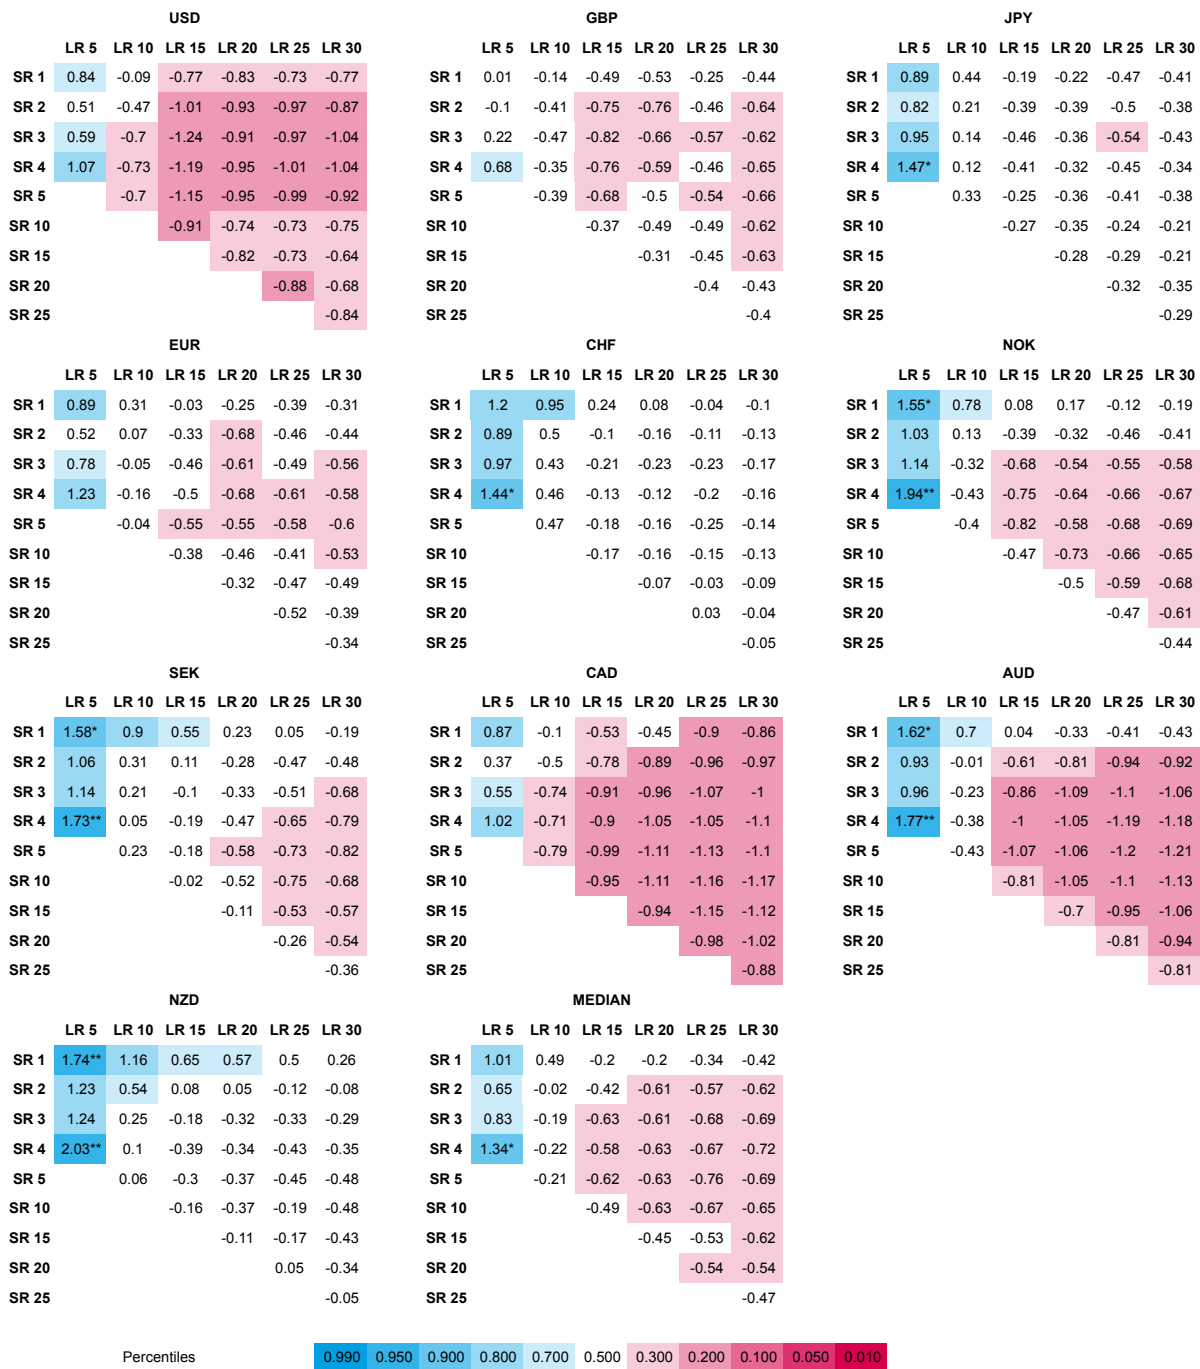 USD GBP JPY
LR 5 LR 10 LR 15 LR 20 LR 25 LR 30 LR 5 LR 10 LR 15 LR 20 LR 25 LR 30 LR 5 LR 10 LR 15 LR 20 LR 25 LR 30
SR 1 0.84 -0.09 -0.77 -0.83 -0.73 -0.77 SR 1 0.01 -0.14 -0.49 -0.53 -0.25 -0.44 SR 1 0.89 0.44 -0.19 -0.22 -0.47 -0.41
SR 2 0.51 -0.47 -1.01 -0.93 -0.97 -0.87 SR 2 -0.1 -0.41 -0.75 -0.76 -0.46 -0.64 SR 2 0.82 0.21 -0.39 -0.39 -0.5 -0.38
SR 3 0.59 -0.7 -1.24 -0.91 -0.97 -1.04 SR 3 0.22 -0.47 -0.82 -0.66 -0.57 -0.62 SR 3 0.95 0.14 -0.46 -0.36 -0.54 -0.43
SR 4 1.07 -0.73 -1.19 -0.95 -1.01 -1.04 SR 4 0.68 -0.35 -0.76 -0.59 -0.46 -0.65 SR 4 1.47* 0.12 -0.41 -0.32 -0.45 -0.34
SR 5 -0.7 -1.15 -0.95 -0.99 -0.92 SR 5 -0.39 -0.68 -0.5 -0.54 -0.66 SR 5 0.33 -0.25 -0.36 -0.41 -0.38
SR 10 -0.91 -0.74 -0.73 -0.75 SR 10 -0.37 -0.49 -0.49 -0.62 SR 10 -0.27 -0.35 -0.24 -0.21
SR 15 -0.82 -0.73 -0.64 SR 15 -0.31 -0.45 -0.63 SR 15 -0.28 -0.29 -0.21
SR 20 -0.88 -0.68 SR 20 -0.4 -0.43 SR 20 -0.32 -0.35
SR 25 -0.84 SR 25 -0.4 SR 25 -0.29
EUR CHF NOK
LR 5 LR 10 LR 15 LR 20 LR 25 LR 30 LR 5 LR 10 LR 15 LR 20 LR 25 LR 30 LR 5 LR 10 LR 15 LR 20 LR 25 LR 30
SR 1 0.89 0.31 -0.03 -0.25 -0.39 -0.31 SR 1 1.2 0.95 0.24 0.08 -0.04 -0.1 SR 1 1.55* 0.78 0.08 0.17 -0.12 -0.19
SR 2 0.52 0.07 -0.33 -0.68 -0.46 -0.44 SR 2 0.89 0.5 -0.1 -0.16 -0.11 -0.13 SR 2 1.03 0.13 -0.39 -0.32 -0.46 -0.41
SR 3 0.78 -0.05 -0.46 -0.61 -0.49 -0.56 SR 3 0.97 0.43 -0.21 -0.23 -0.23 -0.17 SR 3 1.14 -0.32 -0.68 -0.54 -0.55 -0.58
SR 4 1.23 -0.16 -0.5 -0.68 -0.61 -0.58 SR 4 1.44* 0.46 -0.13 -0.12 -0.2 -0.16 SR 4 1.94** -0.43 -0.75 -0.64 -0.66 -0.67
SR 5 -0.04 -0.55 -0.55 -0.58 -0.6 SR 5 0.47 -0.18 -0.16 -0.25 -0.14 SR 5 -0.4 -0.82 -0.58 -0.68 -0.69
SR 10 -0.38 -0.46 -0.41 -0.53 SR 10 -0.17 -0.16 -0.15 -0.13 SR 10 -0.47 -0.73 -0.66 -0.65
SR 15 -0.32 -0.47 -0.49 SR 15 -0.07 -0.03 -0.09 SR 15 -0.5 -0.59 -0.68
SR 20 -0.52 -0.39 SR 20 0.03 -0.04 SR 20 -0.47 -0.61
SR 25 -0.34 SR 25 -0.05 SR 25 -0.44
SEK CAD AUD
LR 5 LR 10 LR 15 LR 20 LR 25 LR 30 LR 5 LR 10 LR 15 LR 20 LR 25 LR 30 LR 5 LR 10 LR 15 LR 20 LR 25 LR 30
SR 1 1.58* 0.9 0.55 0.23 0.05 -0.19 SR 1 0.87 -0.1 -0.53 -0.45 -0.9 -0.86 SR 1 1.62* 0.7 0.04 -0.33 -0.41 -0.43
SR 2 1.06 0.31 0.11 -0.28 -0.47 -0.48 SR 2 0.37 -0.5 -0.78 -0.89 -0.96 -0.97 SR 2 0.93 -0.01 -0.61 -0.81 -0.94 -0.92
SR 3 1.14 0.21 -0.1 -0.33 -0.51 -0.68 SR 3 0.55 -0.74 -0.91 -0.96 -1.07 -1 SR 3 0.96 -0.23 -0.86 -1.09 -1.1 -1.06
SR 4 1.73** 0.05 -0.19 -0.47 -0.65 -0.79 SR 4 1.02 -0.71 -0.9 -1.05 -1.05 -1.1 SR 4 1.77** -0.38 -1 -1.05 -1.19 -1.18
SR 5 0.23 -0.18 -0.58 -0.73 -0.82 SR 5 -0.79 -0.99 -1.11 -1.13 -1.1 SR 5 -0.43 -1.07 -1.06 -1.2 -1.21
SR 10 -0.02 -0.52 -0.75 -0.68 SR 10 -0.95 -1.11 -1.16 -1.17 SR 10 -0.81 -1.05 -1.1 -1.13
SR 15 -0.11 -0.53 -0.57 SR 15 -0.94 -1.15 -1.12 SR 15 -0.7 -0.95 -1.06
SR 20 -0.26 -0.54 SR 20 -0.98 -1.02 SR 20 -0.81 -0.94
SR 25 -0.36 SR 25 -0.88 SR 25 -0.81
NZD MEDIAN
LR 5 LR 10 LR 15 LR 20 LR 25 LR 30 LR 5 LR 10 LR 15 LR 20 LR 25 LR 30
SR 1 1.74** 1.16 0.65 0.57 0.5 0.26 SR 1 1.01 0.49 -0.2 -0.2 -0.34 -0.42
SR 2 1.23 0.54 0.08 0.05 -0.12 -0.08 SR 2 0.65 -0.02 -0.42 -0.61 -0.57 -0.62
SR 3 1.24 0.25 -0.18 -0.32 -0.33 -0.29 SR 3 0.83 -0.19 -0.63 -0.61 -0.68 -0.69
SR 4 2.03** 0.1 -0.39 -0.34 -0.43 -0.35 SR 4 1.34* -0.22 -0.58 -0.63 -0.67 -0.72
SR 5 0.06 -0.3 -0.37 -0.45 -0.48 SR 5 -0.21 -0.62 -0.63 -0.76 -0.69
SR 10 -0.16 -0.37 -0.19 -0.48 SR 10 -0.49 -0.63 -0.67 -0.65
SR 15 -0.11 -0.17 -0.43 SR 15 -0.45 -0.53 -0.62
SR 20 0.05 -0.34 SR 20 -0.54 -0.54
SR 25 -0.05 SR 25 -0.47
Percentiles 0.990 0.950 0.900 0.800 0.700 0.500 0.300 0.200 0.100 0.050 0.010